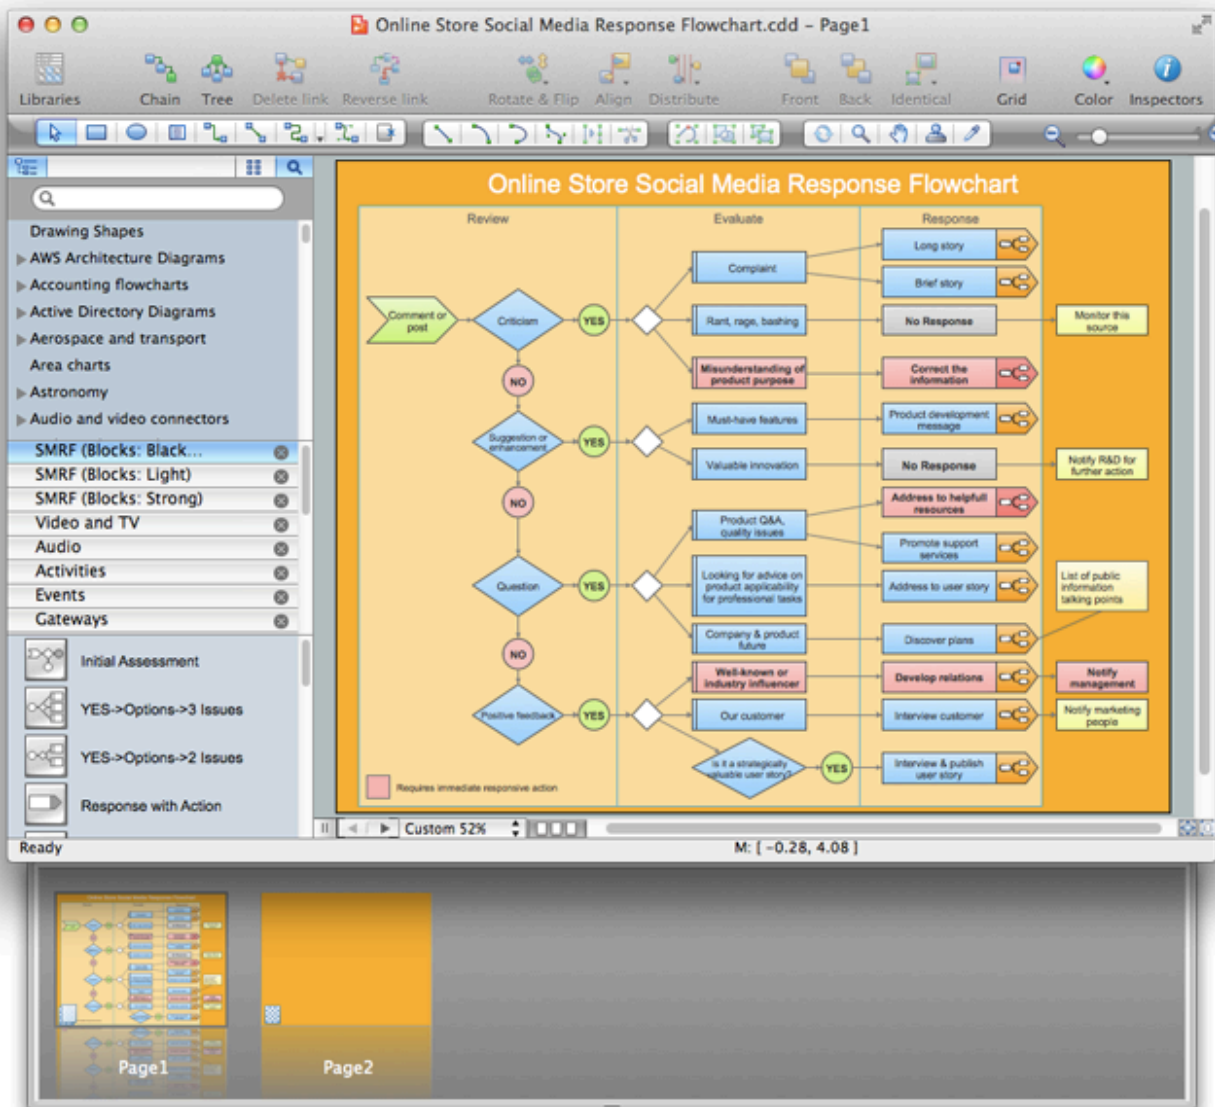 Online Store Social Media Response Flowchart.cdd – Page1
Libraries Chain Tree Delete link Reverse link Rotate & Flip Align Distribute Front Back Identical Grid Color Inspectors
Drawing Shapes
AWS Architecture Diagrams
Accounting flowcharts
Active Directory Diagrams
Aerospace and transport
Area charts
Astronomy
Audio and video connectors
SMRF (Blocks: Black...
SMRF (Blocks: Light)
SMRF (Blocks: Strong)
Video and TV
Audio
Activities
Events
Gateways
Initial Assessment
YES->Options->3 Issues
YES->Options->2 Issues
Response with Action
Online Store Social Media Response Flowchart
Review Evaluate Response
Comment or
post
Criticism
YES
Complaint
Long story
Brief story
Rant, rage, bashing
No Response
Monitor this
source
Misunderstanding of
product purpose
Correct the
information
NO
Suggestion or
enhancement
YES
Must-have features
Product development
message
Valuable innovation
No Response
Notify R&D for
further action
NO
Question
YES
Product Q&A,
quality issues
Address to helpfull
resources
Promote support
services
Looking for advice on
product applicability
for professional tasks
Address to user story
List of public
information
talking points
Company & product
future
Discover plans
NO
Positive feedback
YES
Well-known or
industry influencer
Develop relations
Notify
management
Our customer
Interview customer
Notify marketing
people
Is it a strategically
valuable user story?
YES
Interview & publish
user story
Requires immediate responsive action
Custom 52%
Ready
M: [ -0.28, 4.08 ]
Page1
Page2